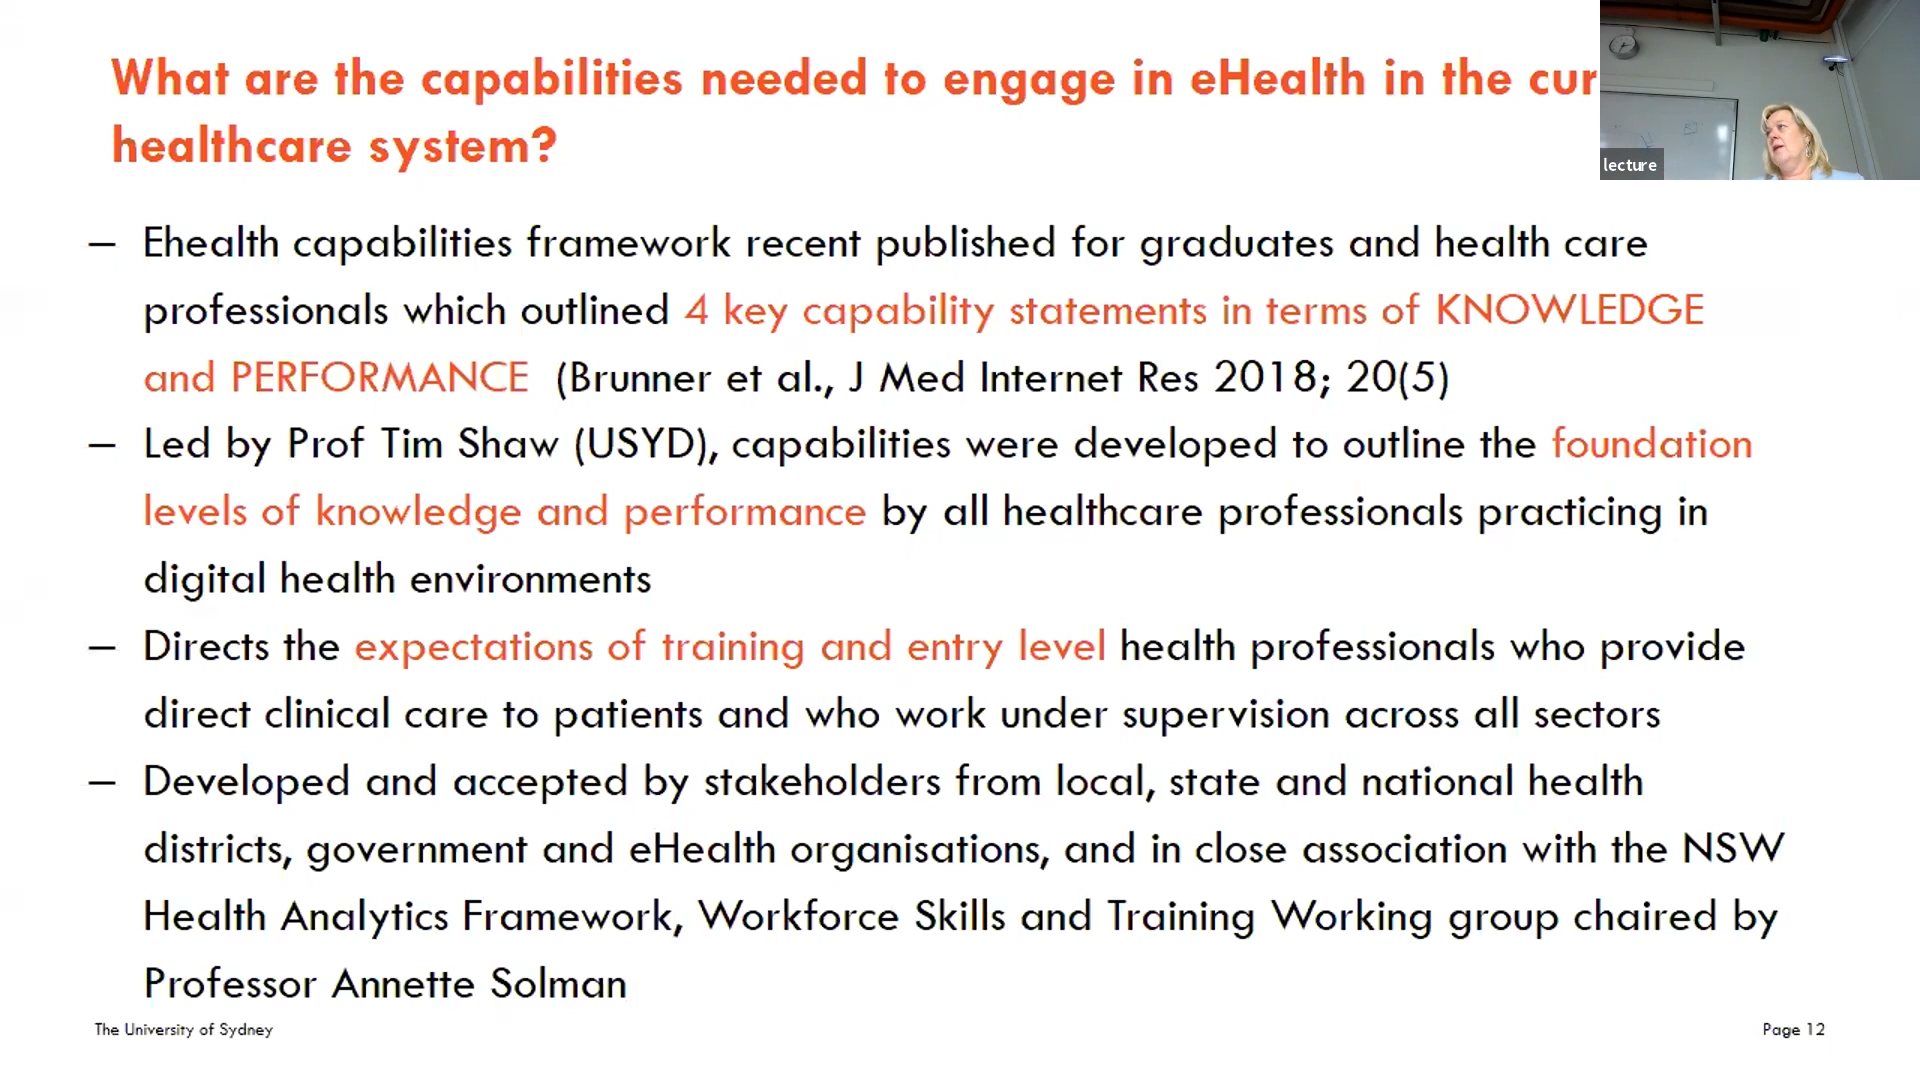 What are the capabilities needed to engage in eHealth in the cur
healthcare system?
lecture
– Ehealth capabilities framework recent published for graduates and health care
professionals which outlined 4 key capability statements in terms of KNOWLEDGE
and PERFORMANCE (Brunner et al., J Med Internet Res 2018; 20(5)
– Led by Prof Tim Shaw (USYD), capabilities were developed to outline the foundation
levels of knowledge and performance by all healthcare professionals practicing in
digital health environments
– Directs the expectations of training and entry level health professionals who provide
direct clinical care to patients and who work under supervision across all sectors
– Developed and accepted by stakeholders from local, state and national health
districts, government and eHealth organisations, and in close association with the NSW
Health Analytics Framework, Workforce Skills and Training Working group chaired by
Professor Annette Solman
The University of Sydney
Page 12